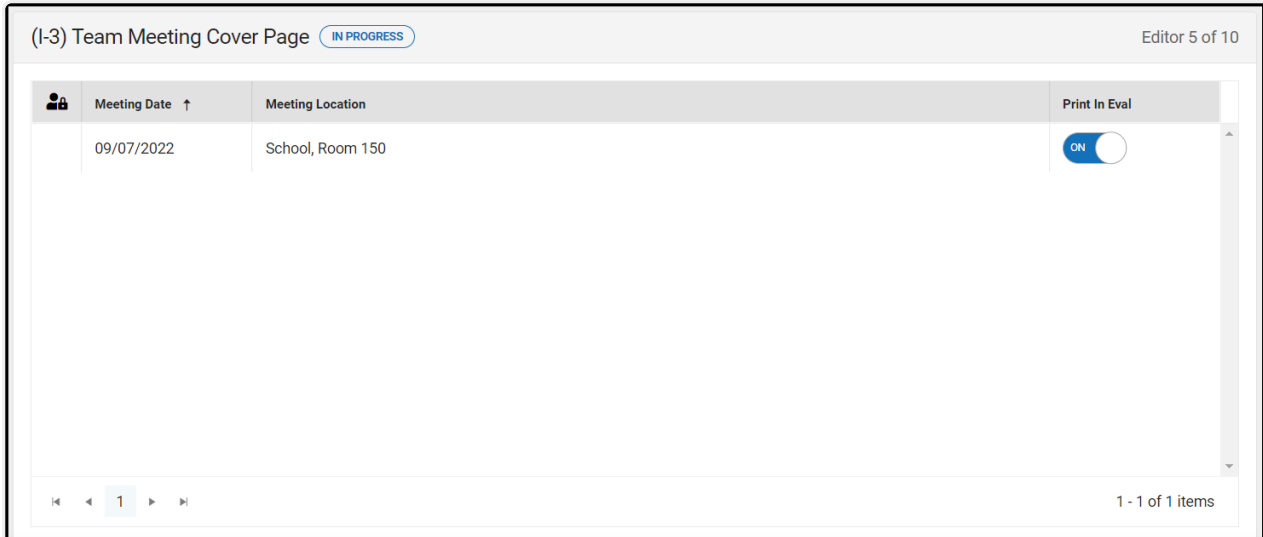 (I-3) Team Meeting Cover Page IN PROGRESS Editor 5 of 10
Meeting Date ↑ Meeting Location Print In Eval
09/07/2022 School, Room 150 ON
1 1 - 1 of 1 items